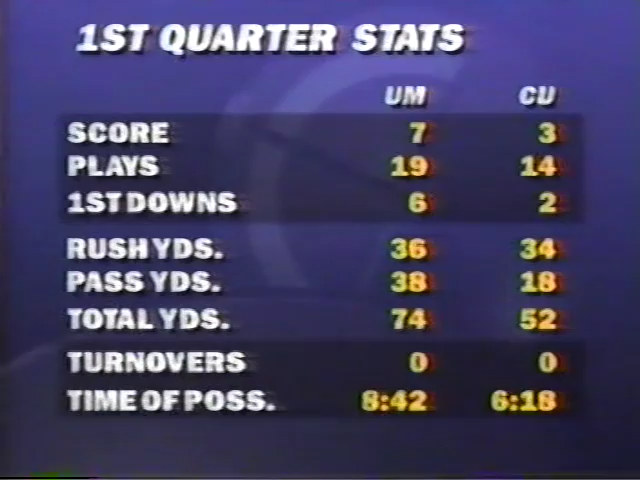 1ST QUARTER STATS
UM CU
SCORE 7 3
PLAYS 19 14
1ST DOWNS 6 2
RUSH YDS. 36 34
PASS YDS. 38 18
TOTAL YDS. 74 52
TURNOVERS 0 0
TIME OF POSS. 8:42 6:18